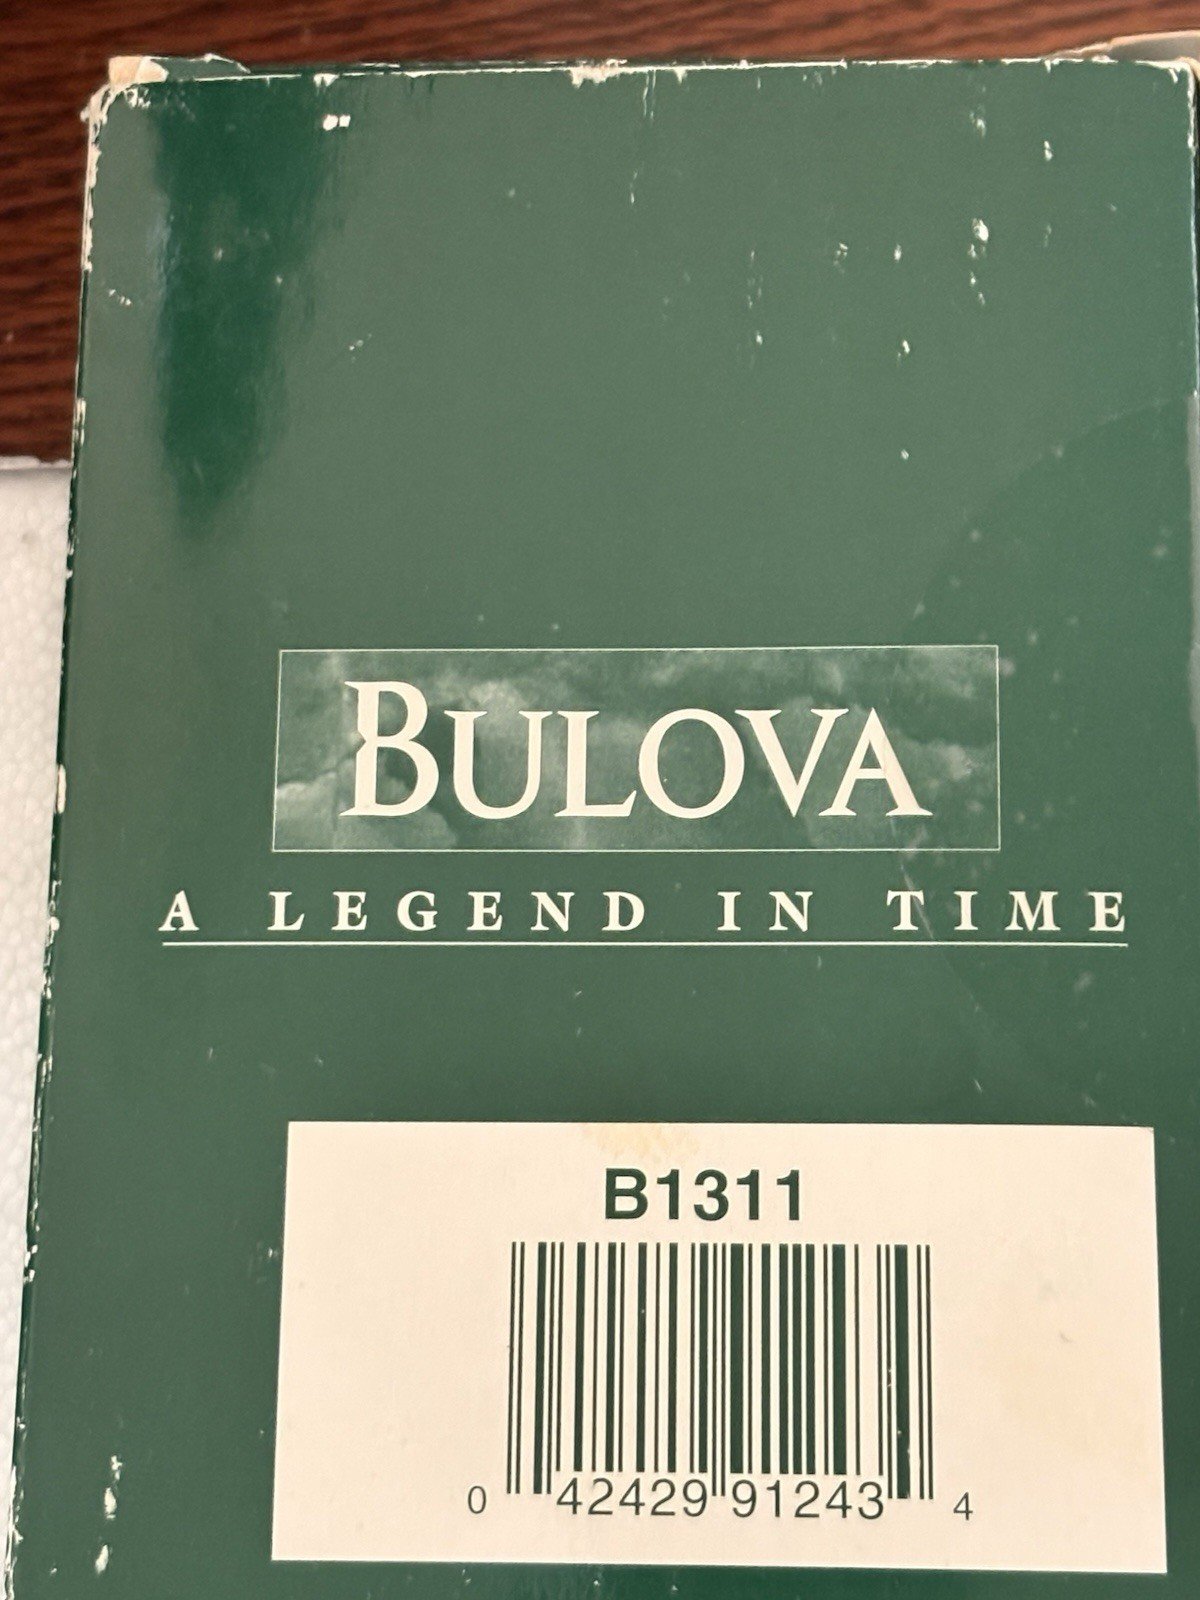 BULOVA
A LEGEND IN TIME
B1311
0 42429 91243 4